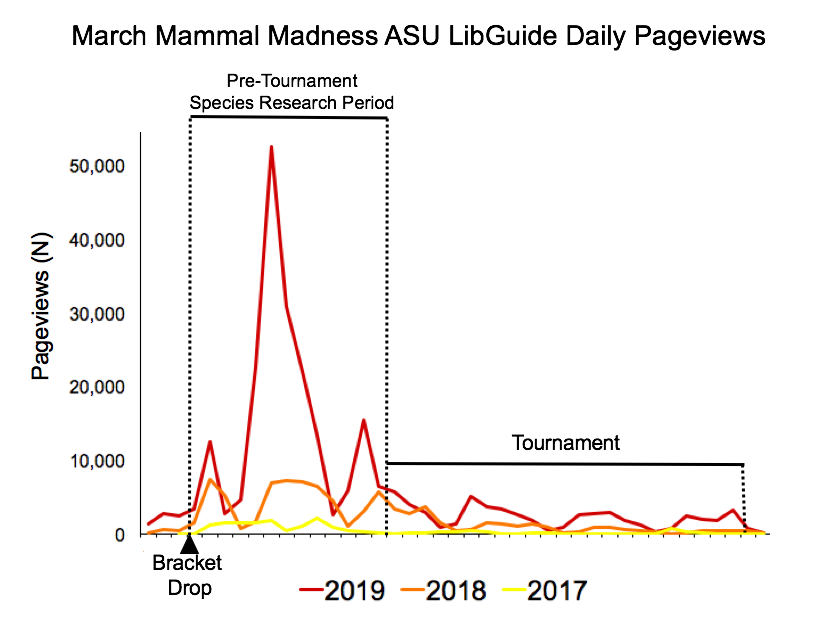 March Mammal Madness ASU LibGuide Daily Pageviews
Pre-Tournament
Species Research Period
Pageviews (N)
50,000
40,000
30,000
20,000
10,000
0
Tournament
Bracket
Drop
2019 2018 2017